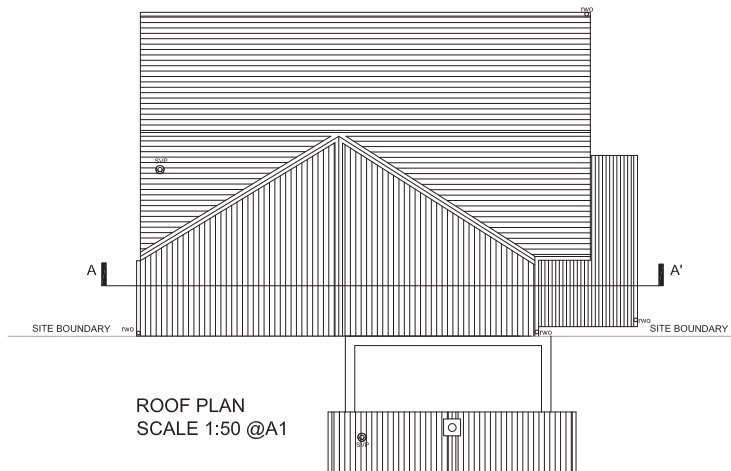 rwo
SVP
A
A'
SITE BOUNDARY
rwo
rwo
rwo
SITE BOUNDARY
ROOF PLAN
SCALE 1:50 @A1
SVP